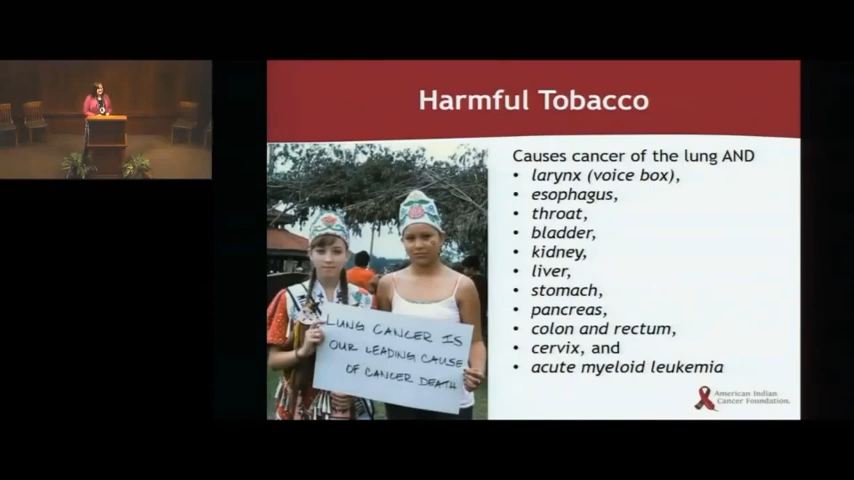 Harmful Tobacco
Causes cancer of the lung AND
• larynx (voice box),
• esophagus,
• throat,
• bladder,
• kidney,
• liver,
• stomach,
• pancreas,
• colon and rectum,
• cervix, and
• acute myeloid leukemia
LUNG CANCER IS
OUR LEADING CAUSE
OF CANCER DEATH
American Indian
Cancer Foundation.